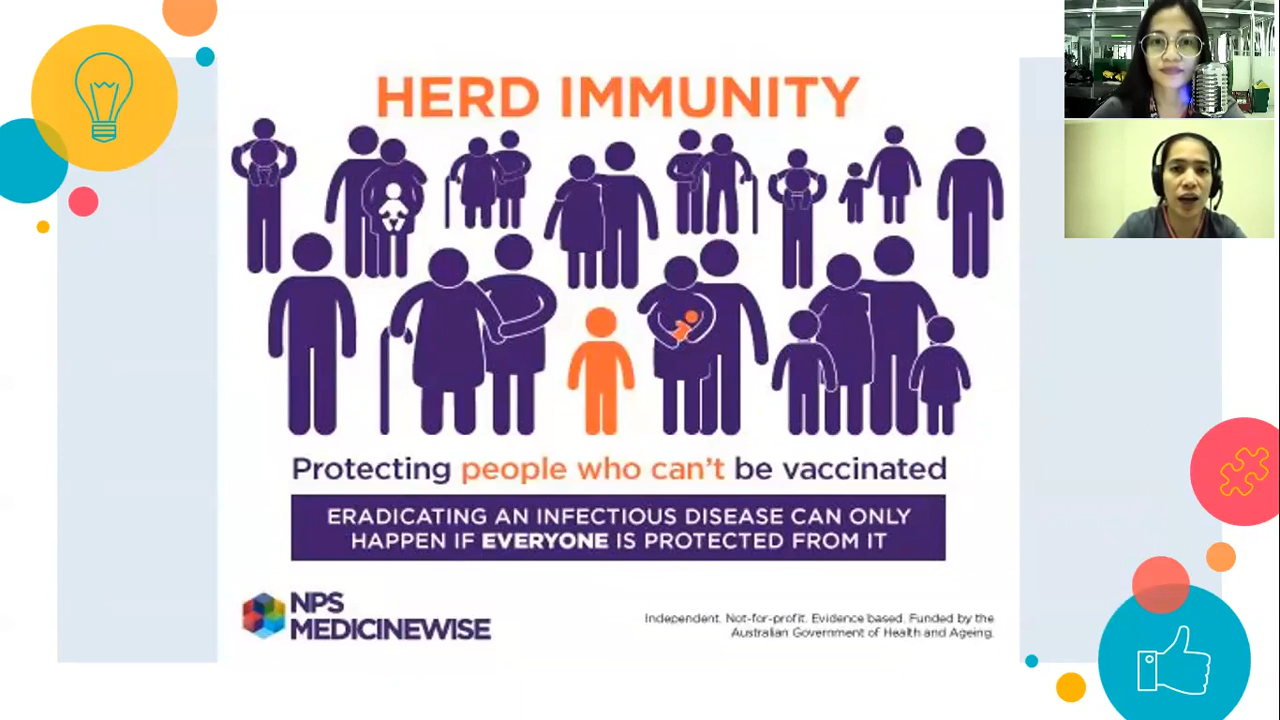 HERD IMMUNITY
Protecting people who can't be vaccinated
ERADICATING AN INFECTIOUS DISEASE CAN ONLY
HAPPEN IF EVERYONE IS PROTECTED FROM IT
NPS
MEDICINEWISE
Independent. Not-for-profit. Evidence based. Funded by the
Australian Government of Health and Ageing.